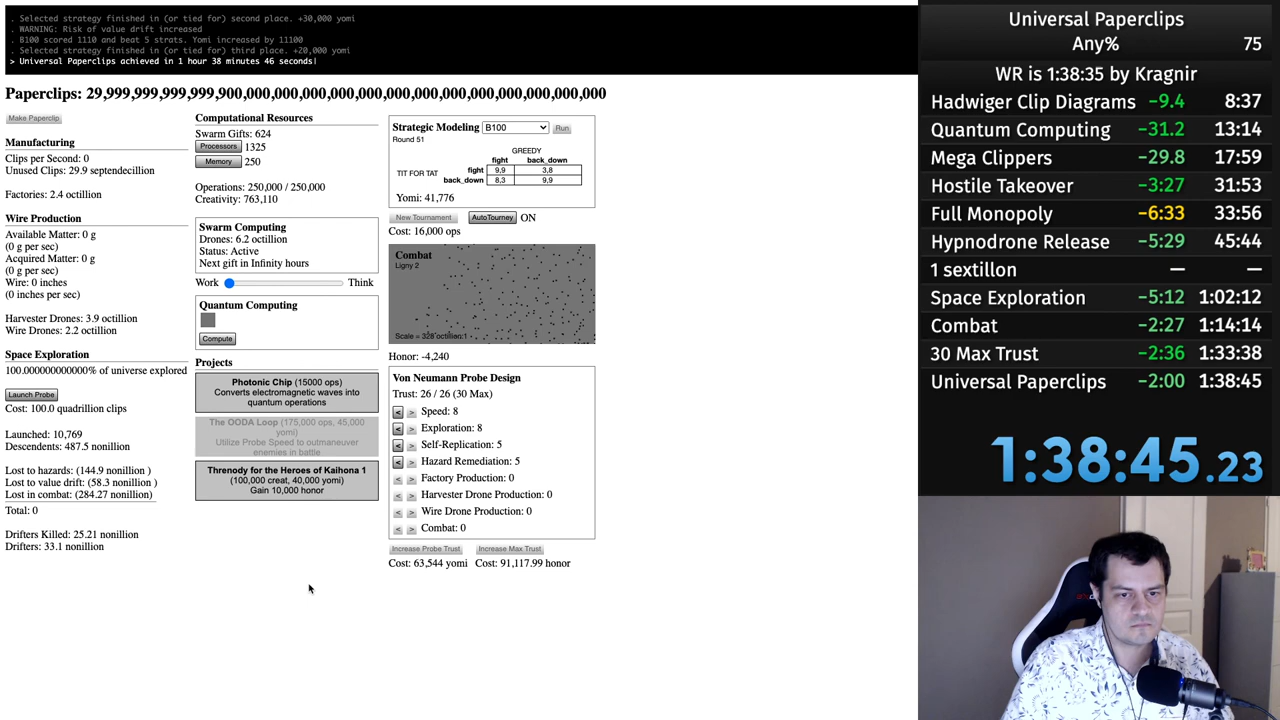 . Selected strategy finished in (or tied for) second place. +30,000 yomi
. WARNING: Risk of value drift increased
. B100 scored 1110 and beat 5 strats. Yomi increased by 11100
. Selected strategy finished in (or tied for) third place. +20,000 yomi
> Universal Paperclips achieved in 1 hour 38 minutes 46 seconds|
Paperclips: 29,999,999,999,999,900,000,000,000,000,000,000,000,000,000,000,000,000,000
Make Paperclip
Manufacturing
Clips per Second: 0
Unused Clips: 29.9 septendecillion
Factories: 2.4 octillion
Wire Production
Available Matter: 0 g
(0 g per sec)
Acquired Matter: 0 g
(0 g per sec)
Wire: 0 inches
(0 inches per sec)
Harvester Drones: 3.9 octillion
Wire Drones: 2.2 octillion
Space Exploration
100.000000000000% of universe explored
Launch Probe
Cost: 100.0 quadrillion clips
Launched: 10,769
Descendents: 487.5 nonillion
Lost to hazards: (144.9 nonillion )
Lost to value drift: (58.3 nonillion )
Lost in combat: (284.27 nonillion)
Total: 0
Drifters Killed: 25.21 nonillion
Drifters: 33.1 nonillion
Computational Resources
Swarm Gifts: 624
Processors 1325
Memory 250
Operations: 250,000 / 250,000
Creativity: 763,110
Swarm Computing
Drones: 6.2 octillion
Status: Active
Next gift in Infinity hours
Work Think
Quantum Computing
Compute
Projects
Photonic Chip (15000 ops)
Converts electromagnetic waves into
quantum operations
The OODA Loop (175,000 ops, 45,000
yomi)
Utilize Probe Speed to outmaneuver
enemies in battle
Threnody for the Heroes of Kaihona 1
(100,000 creat, 40,000 yomi)
Gain 10,000 honor
Strategic Modeling B100 Run
Round 51
GREEDY
fight back_down
TIT FOR TAT
fight 9,9 3,8
back_down 8,3 9,9
Yomi: 41,776
New Tournament AutoTourney ON
Cost: 16,000 ops
Combat
Ligny 2
Scale = 328 octillion:1
Honor: -4,240
Von Neumann Probe Design
Trust: 26 / 26 (30 Max)
< > Speed: 8
< > Exploration: 8
< > Self-Replication: 5
< > Hazard Remediation: 5
< > Factory Production: 0
< > Harvester Drone Production: 0
< > Wire Drone Production: 0
< > Combat: 0
Increase Probe Trust Increase Max Trust
Cost: 63,544 yomi Cost: 91,117.99 honor
Universal Paperclips
Any% 75
WR is 1:38:35 by Kragnir
Hadwiger Clip Diagrams −9.4 8:37
Quantum Computing −31.2 13:14
Mega Clippers −29.8 17:59
Hostile Takeover −3:27 31:53
Full Monopoly −6:33 33:56
Hypnodrone Release −5:29 45:44
1 sextillon — —
Space Exploration −5:12 1:02:12
Combat −2:27 1:14:14
30 Max Trust −2:36 1:33:38
Universal Paperclips −2:00 1:38:45
1:38:45.23